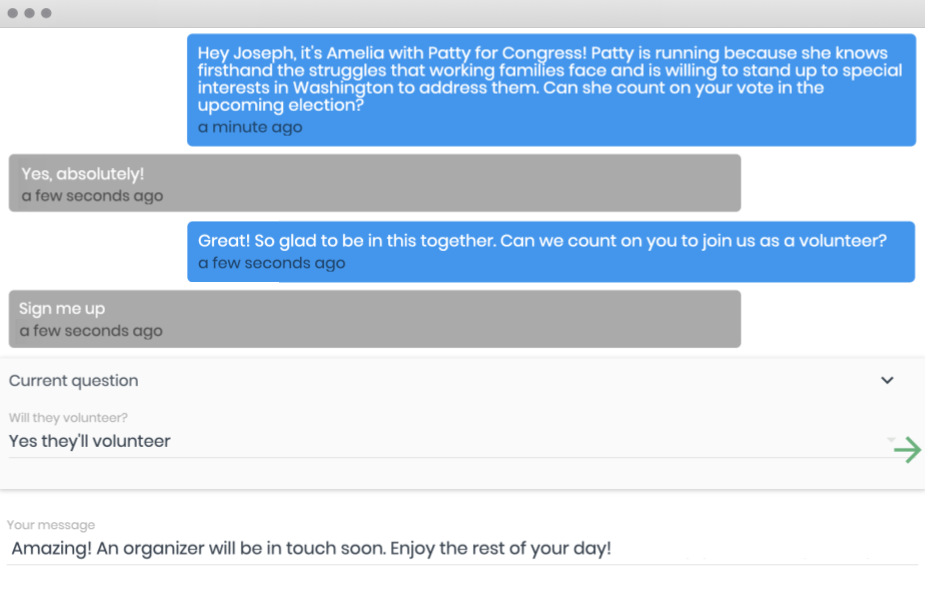 Hey Joseph, it's Amelia with Patty for Congress! Patty is running because she knows
firsthand the struggles that working families face and is willing to stand up to special
interests in Washington to address them. Can she count on your vote in the
upcoming election?
a minute ago
Yes, absolutely!
a few seconds ago
Great! So glad to be in this together. Can we count on you to join us as a volunteer?
a few seconds ago
Sign me up
a few seconds ago
Current question
Will they volunteer?
Yes they'll volunteer
Your message
Amazing! An organizer will be in touch soon. Enjoy the rest of your day!